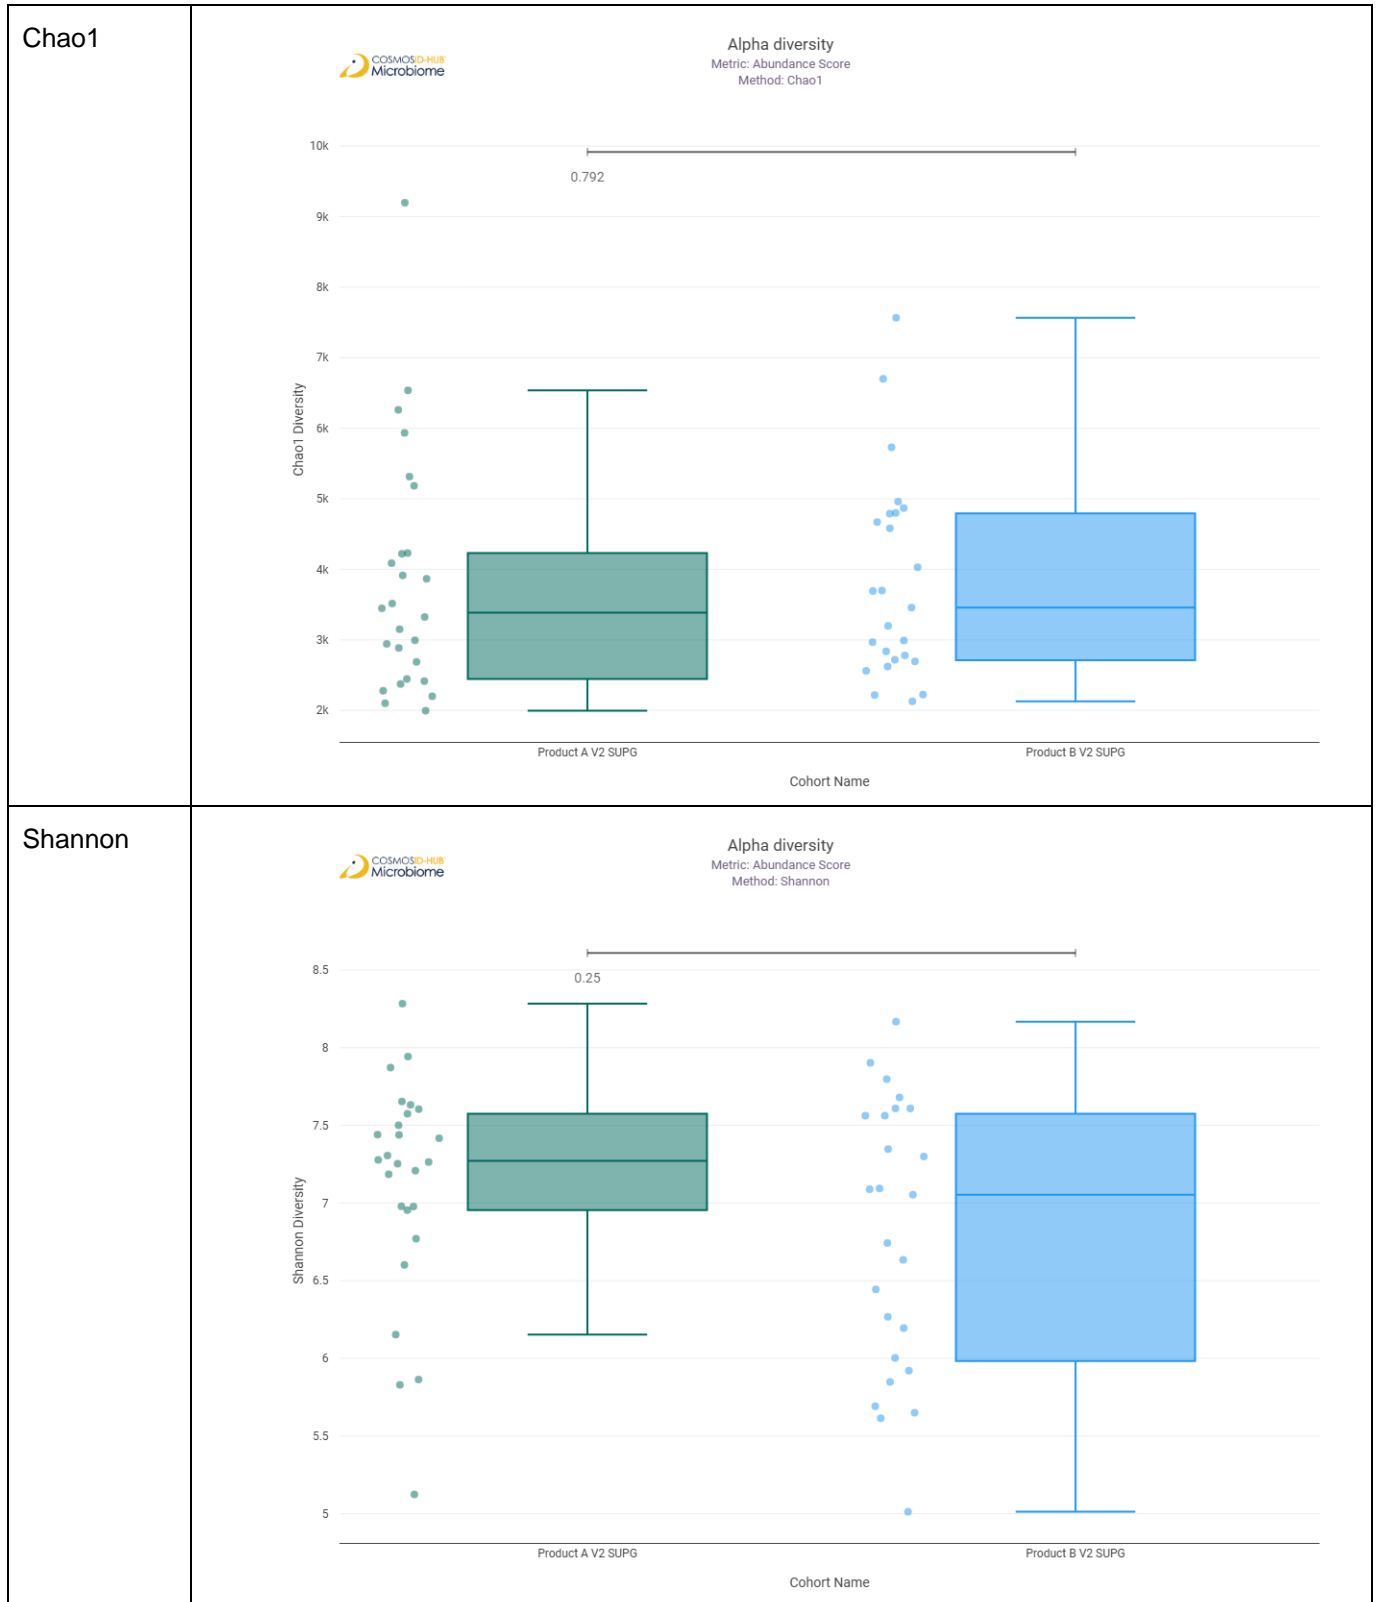 Chao1
COSMOSID-HUB
Microbiome
Alpha diversity
Metric: Abundance Score
Method: Chao1
10k
0.792
9k
8k
7k
6k
5k
4k
3k
2k
Chao1 Diversity
Product A V2 SUPG
Product B V2 SUPG
Cohort Name
Shannon
COSMOSID-HUB
Microbiome
Alpha diversity
Metric: Abundance Score
Method: Shannon
8.5
0.25
8
7.5
7
6.5
6
5.5
5
Shannon Diversity
Product A V2 SUPG
Product B V2 SUPG
Cohort Name